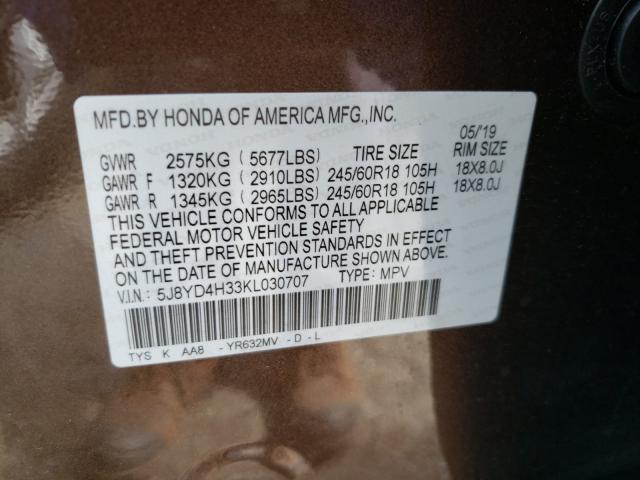 MFD.BY HONDA OF AMERICA MFG.,INC.
05/'19
GVWR 2575KG (5677LBS) TIRE SIZE RIM SIZE
GAWR F 1320KG (2910LBS) 245/60R18 105H 18X8.0J
GAWR R 1345KG (2965LBS) 245/60R18 105H 18X8.0J
THIS VEHICLE CONFORMS TO ALL APPLICABLE
FEDERAL MOTOR VEHICLE SAFETY
AND THEFT PREVENTION STANDARDS IN EFFECT
ON THE DATE OF MANUFACTURE SHOWN ABOVE.
V.I.N.: 5J8YD4H33KL030707 TYPE: MPV
TYS K AA8 -YR632MV -D-L